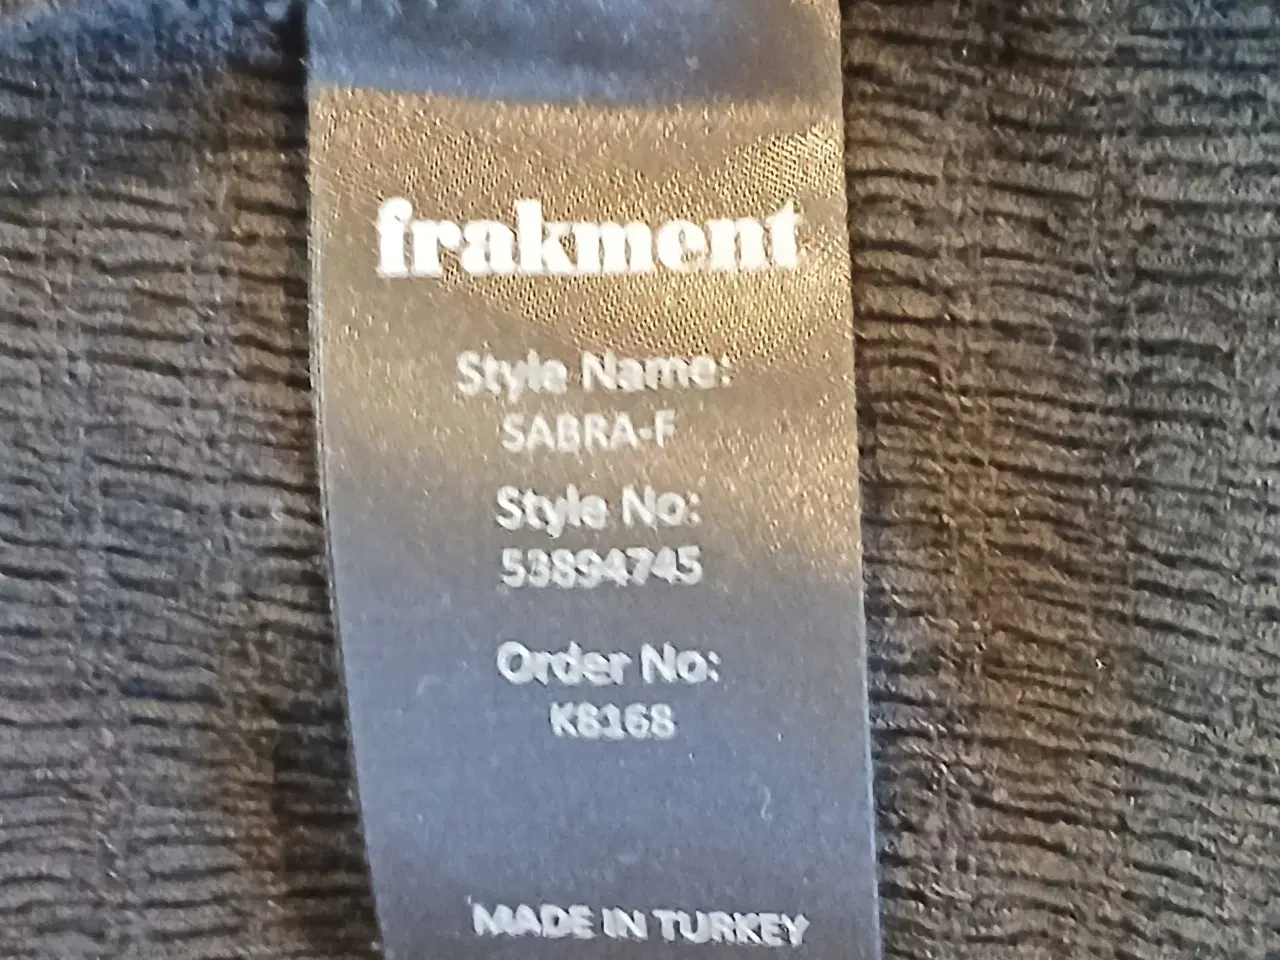 frakment
Style Name:
SABRA-F
Style No:
53894745
Order No:
K8168
MADE IN TURKEY